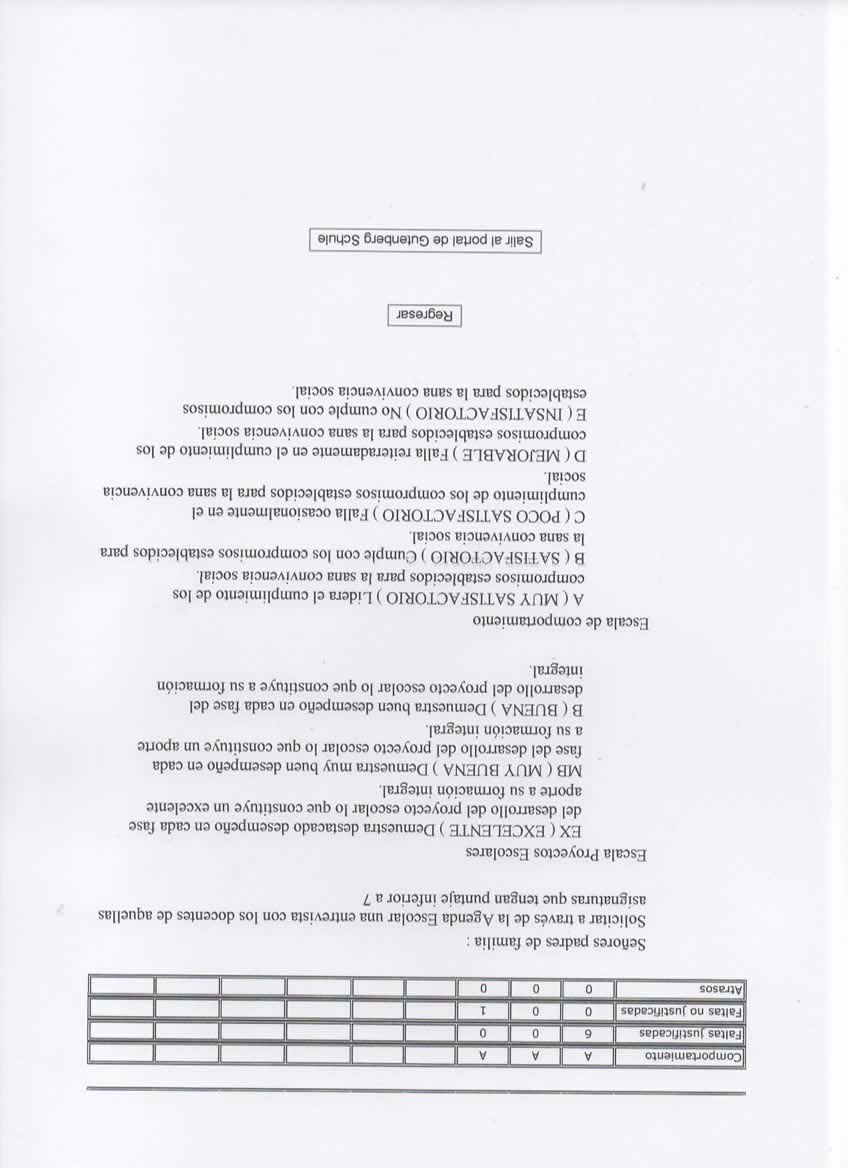 Comportamiento A A A
Faltas justificadas 6 0 0
Faltas no justificadas 0 0 1
Atrasos 0 0 0
Señores padres de familia :
Solicitar a través de la Agenda Escolar una entrevista con los docentes de aquellas
asignaturas que tengan puntaje inferior a 7
Escala Proyectos Escolares
EX ( EXCELENTE ) Demuestra destacado desempeño en cada fase
del desarrollo del proyecto escolar lo que constituye un excelente
aporte a su formación integral.
MB ( MUY BUENA ) Demuestra muy buen desempeño en cada
fase del desarrollo del proyecto escolar lo que constituye un aporte
a su formación integral.
B ( BUENA ) Demuestra buen desempeño en cada fase del
desarrollo del proyecto escolar lo que constituye a su formación
integral.
Escala de comportamiento
A ( MUY SATISFACTORIO ) Lidera el cumplimiento de los
compromisos establecidos para la sana convivencia social.
B ( SATISFACTORIO ) Cumple con los compromisos establecidos para
la sana convivencia social.
C ( POCO SATISFACTORIO ) Falla ocasionalmente en el
cumplimiento de los compromisos establecidos para la sana convivencia
social.
D ( MEJORABLE ) Falla reiteradamente en el cumplimiento de los
compromisos establecidos para la sana convivencia social.
E ( INSATISFACTORIO ) No cumple con los compromisos
establecidos para la sana convivencia social.
Regresar
Salir al portal de Gutenberg Schule